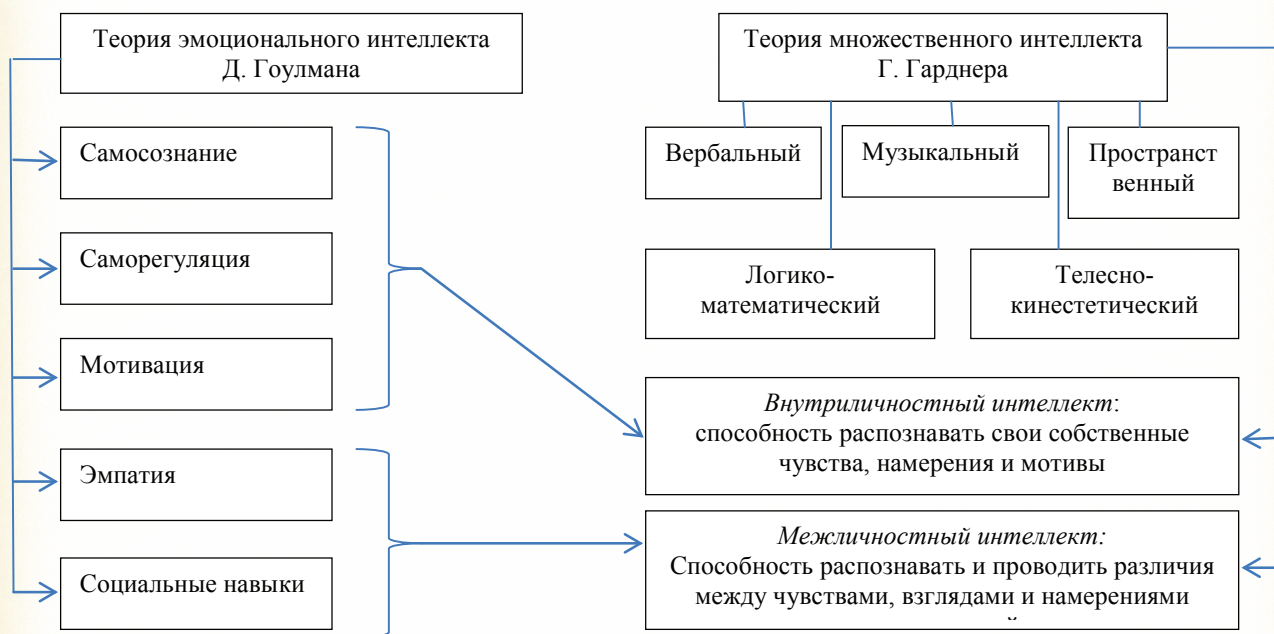 Теория эмоционального интеллекта
Д. Гоулмана
Самосознание
Саморегуляция
Мотивация
Эмпатия
Социальные навыки
Теория множественного интеллекта
Г. Гарднера
Вербальный
Музыкальный
Пространст
венный
Логико-
математический
Телесно-
кинестетический
Внутриличностный интеллект:
способность распознавать свои собственные
чувства, намерения и мотивы
Межличностный интеллект:
Способность распознавать и проводить различия
между чувствами, взглядами и намерениями